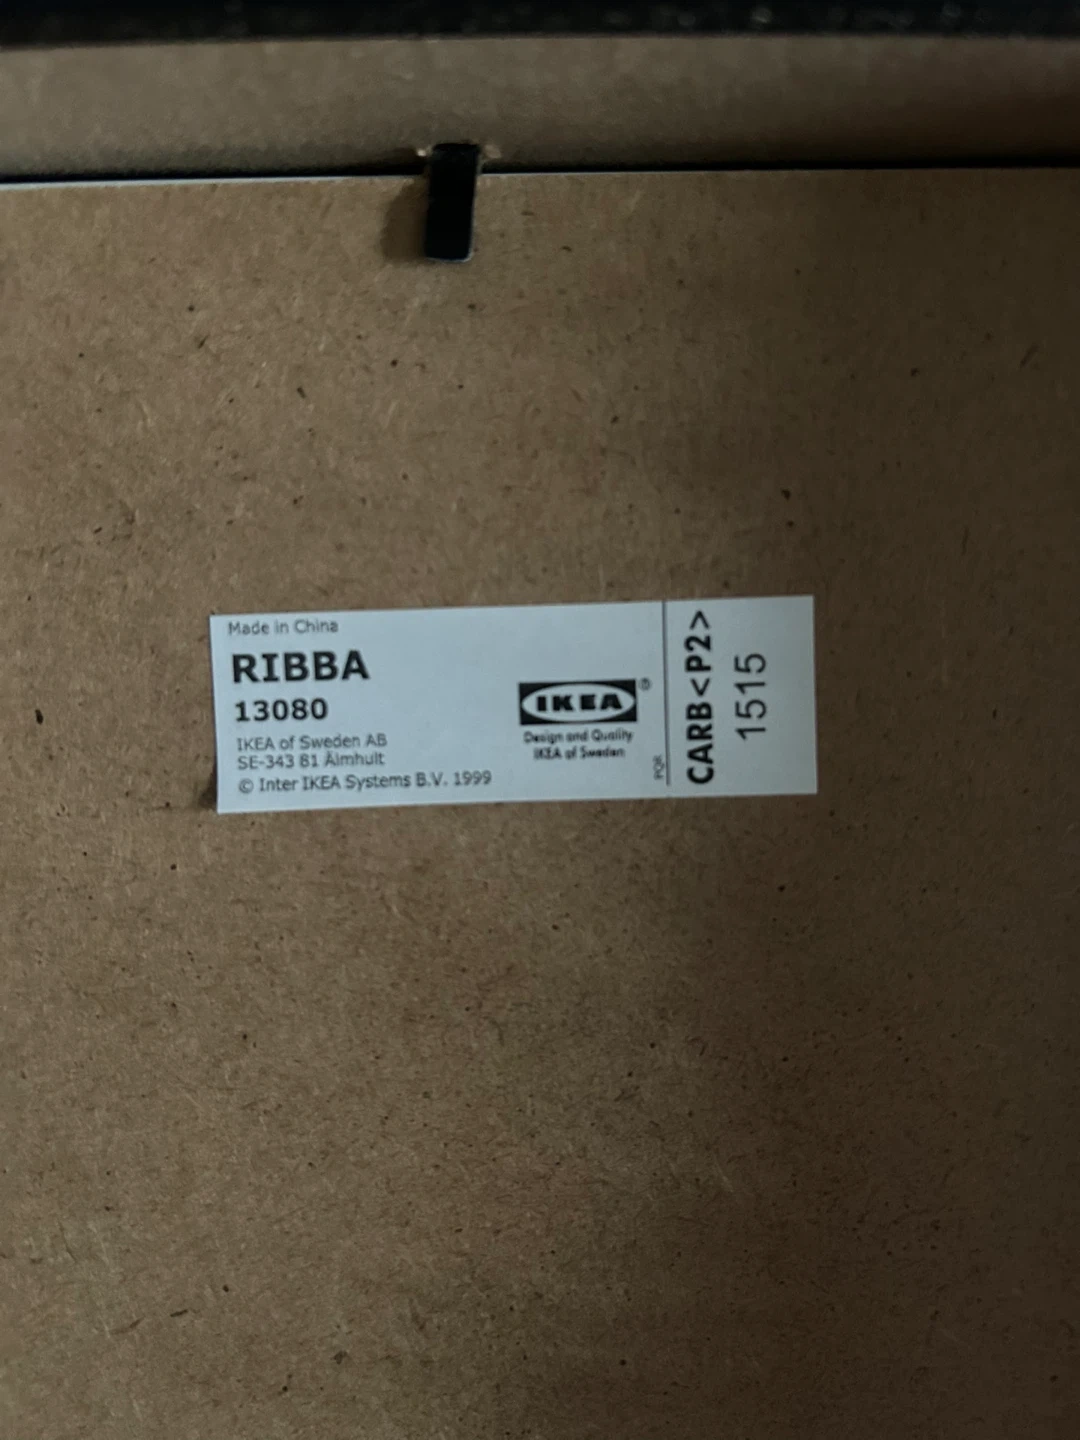 Made in China
RIBBA
13080
IKEA of Sweden AB
SE-343 81 Älmhult
© Inter IKEA Systems B.V. 1999
IKEA®
Design and Quality
IKEA of Sweden
PQR
CARB<P2>
1515